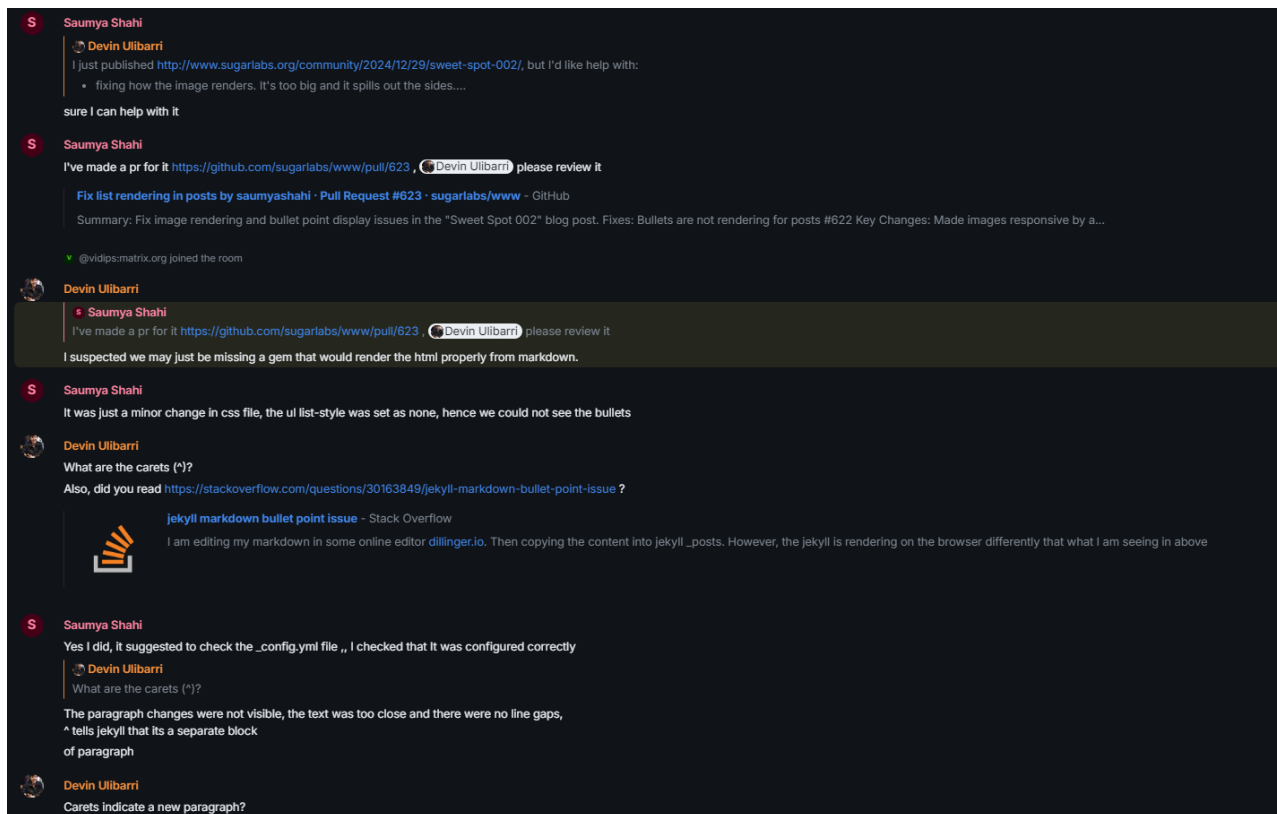 S Saumya Shahi
Devin Ulibarri
I just published http://www.sugarlabs.org/community/2024/12/29/sweet-spot-002/, but I'd like help with:
• fixing how the image renders. It's too big and it spills out the sides....
sure I can help with it
S Saumya Shahi
I've made a pr for it https://github.com/sugarlabs/www/pull/623 , Devin Ulibarri please review it
Fix list rendering in posts by saumyashahi · Pull Request #623 · sugarlabs/www - GitHub
Summary: Fix image rendering and bullet point display issues in the "Sweet Spot 002" blog post. Fixes: Bullets are not rendering for posts #622 Key Changes: Made images responsive by a...
V @vidips:matrix.org joined the room
Devin Ulibarri
S Saumya Shahi
I've made a pr for it https://github.com/sugarlabs/www/pull/623 , Devin Ulibarri please review it
I suspected we may just be missing a gem that would render the html properly from markdown.
S Saumya Shahi
It was just a minor change in css file, the ul list-style was set as none, hence we could not see the bullets
Devin Ulibarri
What are the carets (^)?
Also, did you read https://stackoverflow.com/questions/30163849/jekyll-markdown-bullet-point-issue ?
jekyll markdown bullet point issue - Stack Overflow
I am editing my markdown in some online editor dillinger.io. Then copying the content into jekyll _posts. However, the jekyll is rendering on the browser differently that what I am seeing in above
S Saumya Shahi
Yes I did, it suggested to check the _config.yml file ,, I checked that It was configured correctly
Devin Ulibarri
What are the carets (^)?
The paragraph changes were not visible, the text was too close and there were no line gaps,
^ tells jekyll that its a separate block
of paragraph
Devin Ulibarri
Carets indicate a new paragraph?